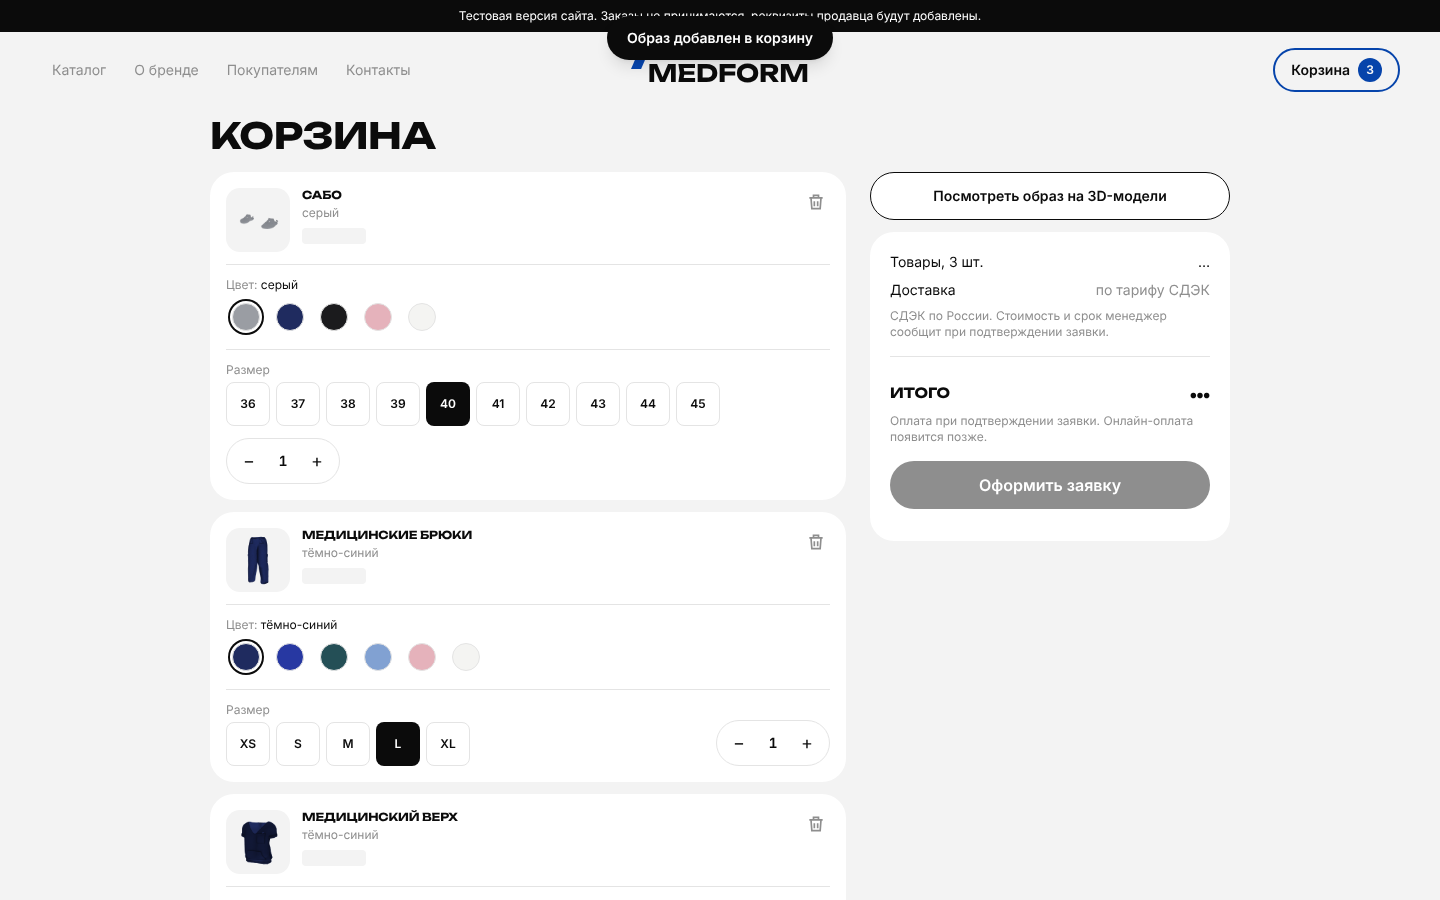 Тестовая версия сайта. Заказы не принимаются, реквизиты продавца будут добавлены.
Образ добавлен в корзину
Каталог
О бренде
Покупателям
Контакты
MEDFORM
Корзина 3
КОРЗИНА
САБО
серый
Цвет: серый
Размер
36 37 38 39 40 41 42 43 44 45
− 1 +
МЕДИЦИНСКИЕ БРЮКИ
тёмно-синий
Цвет: тёмно-синий
Размер
XS S M L XL
− 1 +
МЕДИЦИНСКИЙ ВЕРХ
тёмно-синий
Посмотреть образ на 3D-модели
Товары, 3 шт. ...
Доставка по тарифу СДЭК
СДЭК по России. Стоимость и срок менеджер
сообщит при подтверждении заявки.
ИТОГО ...
Оплата при подтверждении заявки. Онлайн-оплата
появится позже.
Оформить заявку